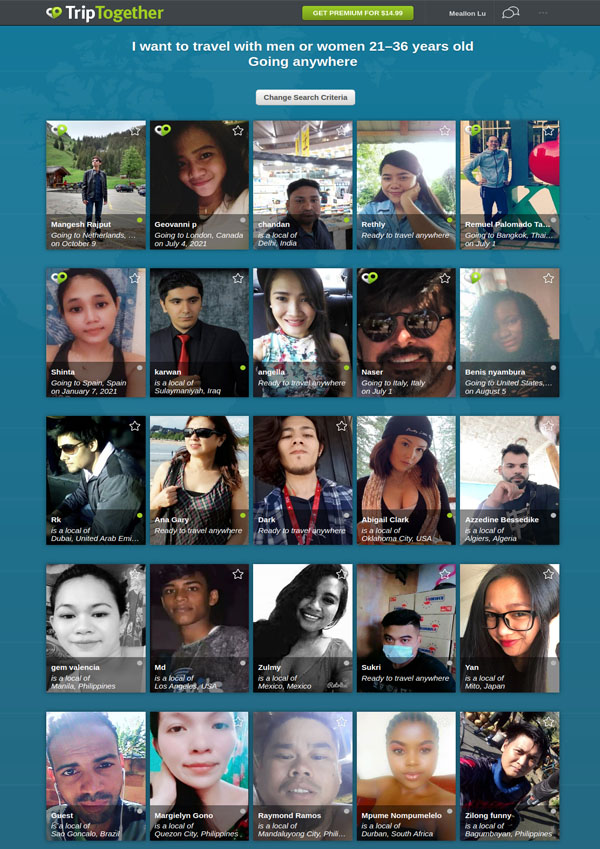 TripTogether
GET PREMIUM FOR $14.99
Meallon Lu
I want to travel with men or women 21–36 years old
Going anywhere
Change Search Criteria
Mangesh Rajput
Going to Netherlands, ...
on October 9
Geovanni p
Going to London, Canada
on July 4, 2021
chandan
is a local of
Delhi, India
Rethly
Ready to travel anywhere
Remuel Palomado Ta...
Going to Bangkok, Thai...
on July 1
Shinta
Going to Spain, Spain
on January 7, 2021
karwan
is a local of
Sulaymaniyah, Iraq
angella
Ready to travel anywhere
Naser
Going to Italy, Italy
on July 1
Benis nyambura
Going to United States,...
on August 5
Rk
is a local of
Dubai, United Arab Emi...
Ana Gary
Ready to travel anywhere
Dark
Ready to travel anywhere
Abigail Clark
is a local of
Oklahoma City, USA
Azzedine Bessedike
is a local of
Algiers, Algeria
gem valencia
is a local of
Manila, Philippines
Md
is a local of
Los Angeles, USA
Zulmy
is a local of
Mexico, Mexico
Sukri
Ready to travel anywhere
Yan
is a local of
Mito, Japan
Guest
is a local of
Sao Goncalo, Brazil
Margielyn Gono
is a local of
Quezon City, Philippines
Raymond Ramos
is a local of
Mandaluyong City, Phili...
Mpume Nompumelelo
is a local of
Durban, South Africa
Zilong funny
is a local of
Bagumbayan, Philippines